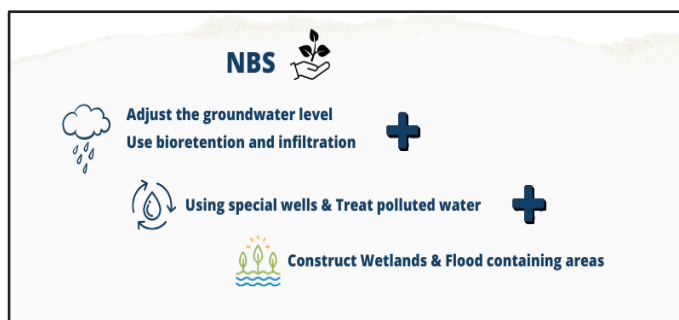 NBS
Adjust the groundwater level
Use bioretention and infiltration
Using special wells & Treat polluted water
Construct Wetlands & Flood containing areas